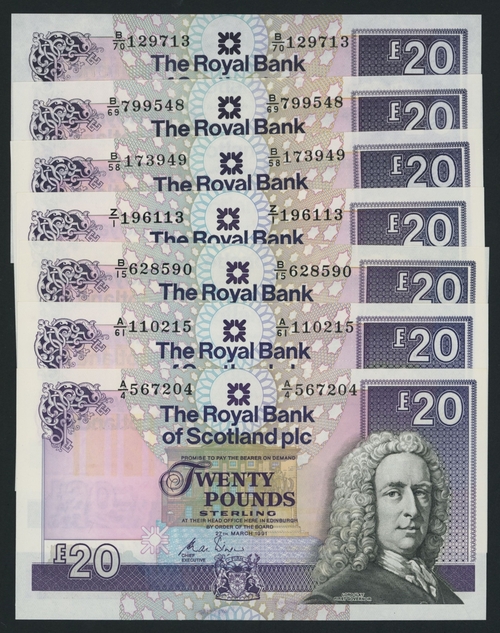 B/70 129713 B/70 129713
The Royal Bank
£20
B/69 799548 B/69 799548
The Royal Bank
£20
B/58 173949 B/58 173949
The Royal Bank
£20
Z/1 196113 Z/1 196113
The Royal Bank
£20
B/15 628590 B/15 628590
The Royal Bank
£20
A/61 110215 A/61 110215
The Royal Bank
£20
A/4 567204 A/4 567204
£20
The Royal Bank
of Scotland plc
PROMISE TO PAY THE BEARER ON DEMAND
TWENTY
POUNDS
STERLING
AT THEIR HEAD OFFICE HERE IN EDINBURGH
BY ORDER OF THE BOARD
27TH MARCH 1991
CHIEF
EXECUTIVE
£20